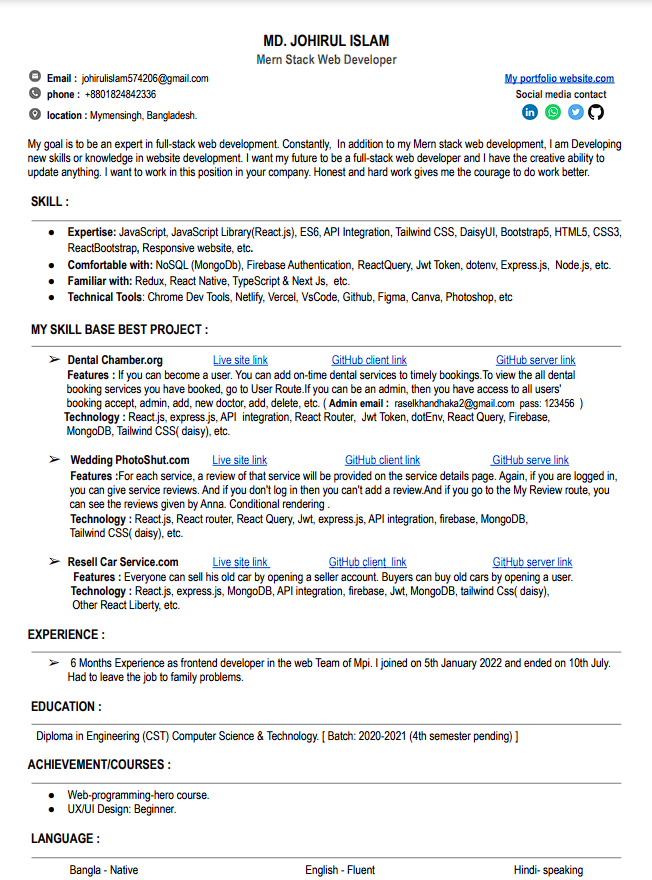 MD. JOHIRUL ISLAM
Mern Stack Web Developer
Email : johirulislam574206@gmail.com
My portfolio website.com
phone : +8801824842336
Social media contact
location : Mymensingh, Bangladesh.
My goal is to be an expert in full-stack web development. Constantly, In addition to my Mern stack web development, I am Developing
new skills or knowledge in website development. I want my future to be a full-stack web developer and I have the creative ability to
update anything. I want to work in this position in your company. Honest and hard work gives me the courage to do work better.
SKILL :
● Expertise: JavaScript, JavaScript Library(React.js), ES6, API Integration, Tailwind CSS, DaisyUI, Bootstrap5, HTML5, CSS3,
ReactBootstrap, Responsive website, etc.
● Comfortable with: NoSQL (MongoDb), Firebase Authentication, ReactQuery, Jwt Token, dotenv, Express.js, Node.js, etc.
● Familiar with: Redux, React Native, TypeScript & Next Js, etc.
● Technical Tools: Chrome Dev Tools, Netlify, Vercel, VsCode, Github, Figma, Canva, Photoshop, etc
MY SKILL BASE BEST PROJECT :
➢ Dental Chamber.org Live site link GitHub client link GitHub server link
Features : If you can become a user. You can add on-time dental services to timely bookings.To view the all dental
booking services you have booked, go to User Route.If you can be an admin, then you have access to all users'
booking accept, admin, add, new doctor, add, delete, etc. ( Admin email : raselkhandhaka2@gmail.com pass: 123456 )
Technology : React.js, express.js, API integration, React Router, Jwt Token, dotEnv, React Query, Firebase,
MongoDB, Tailwind CSS( daisy), etc.
➢ Wedding PhotoShut.com Live site link GitHub client link GitHub serve link
Features :For each service, a review of that service will be provided on the service details page. Again, if you are logged in,
you can give service reviews. And if you don't log in then you can't add a review.And if you go to the My Review route, you
can see the reviews given by Anna. Conditional rendering .
Technology : React.js, React router, React Query, Jwt, express.js, API integration, firebase, MongoDB,
Tailwind CSS( daisy), etc.
➢ Resell Car Service.com Live site link GitHub client link GitHub server link
Features : Everyone can sell his old car by opening a seller account. Buyers can buy old cars by opening a user.
Technology : React.js, express.js, MongoDB, API integration, firebase, Jwt, MongoDB, tailwind Css( daisy),
Other React Liberty, etc.
EXPERIENCE :
➢ 6 Months Experience as frontend developer in the web Team of Mpi. I joined on 5th January 2022 and ended on 10th July.
Had to leave the job to family problems.
EDUCATION :
Diploma in Engineering (CST) Computer Science & Technology. [ Batch: 2020-2021 (4th semester pending) ]
ACHIEVEMENT/COURSES :
● Web-programming-hero course.
● UX/UI Design: Beginner.
LANGUAGE :
Bangla - Native English - Fluent Hindi- speaking